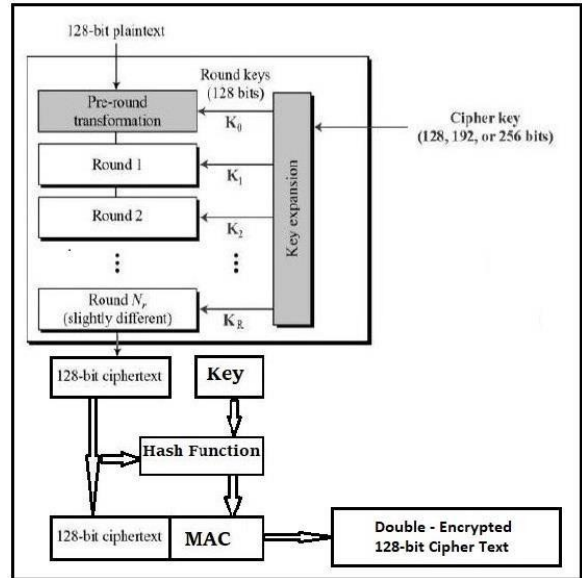 128-bit plaintext
Round keys
(128 bits)
Pre-round
transformation
K0
Cipher key
(128, 192, or 256 bits)
Round 1
K1
Round 2
K2
Key expansion
⋮
⋮
Round Nr
(slightly different)
KR
128-bit ciphertext
Key
Hash Function
128-bit ciphertext
MAC
Double - Encrypted
128-bit Cipher Text